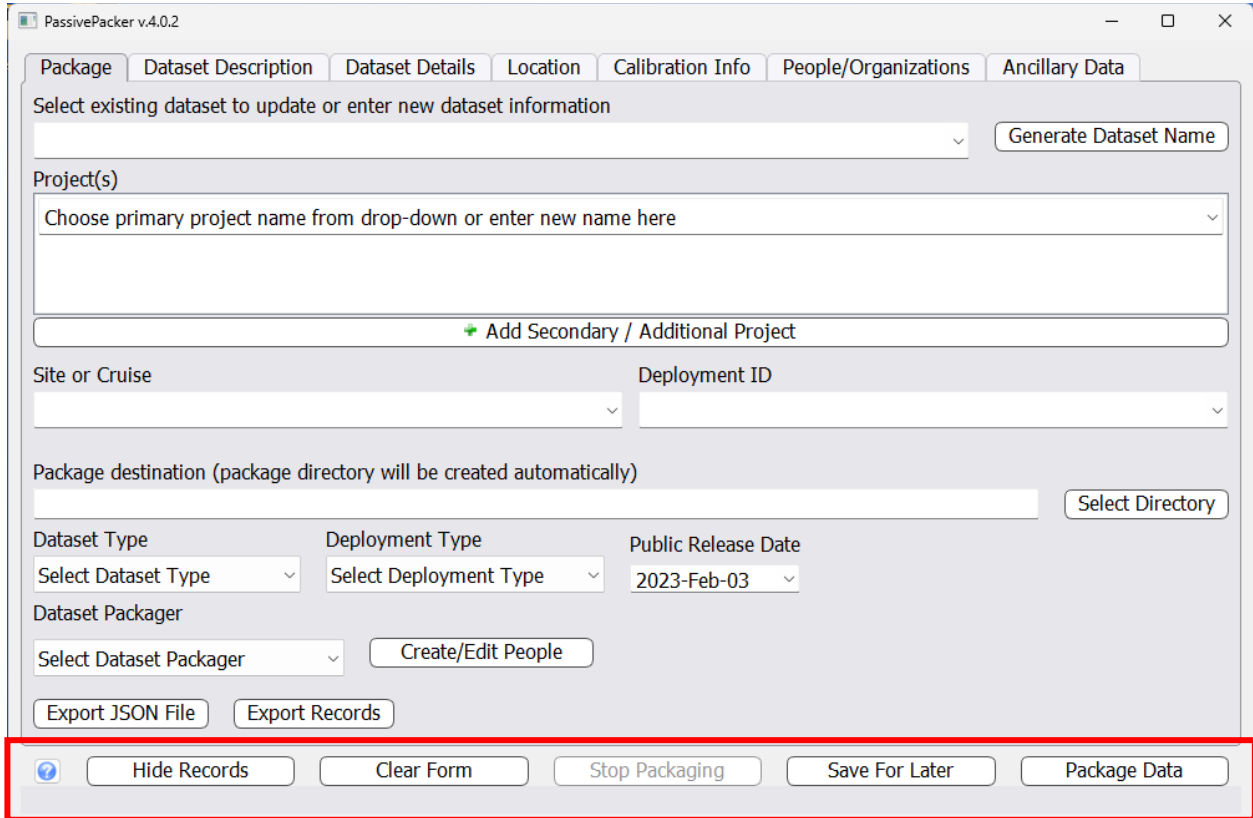 PassivePacker v.4.0.2
Package Dataset Description Dataset Details Location Calibration Info People/Organizations Ancillary Data
Select existing dataset to update or enter new dataset information
Generate Dataset Name
Project(s)
Choose primary project name from drop-down or enter new name here
Add Secondary / Additional Project
Site or Cruise Deployment ID
Package destination (package directory will be created automatically)
Select Directory
Dataset Type Deployment Type Public Release Date
Select Dataset Type Select Deployment Type 2023-Feb-03
Dataset Packager
Select Dataset Packager Create/Edit People
Export JSON File Export Records
? Hide Records Clear Form Stop Packaging Save For Later Package Data